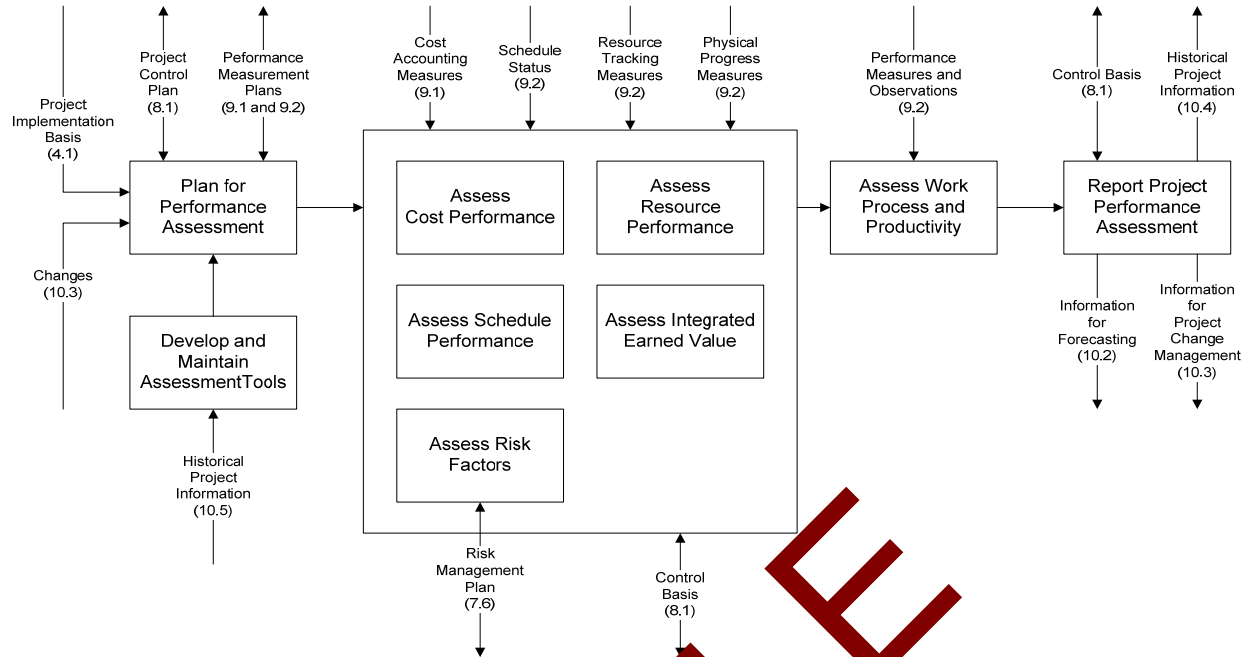 Project
Control
Plan
(8.1)
Peformance
Measurement
Plans
(9.1 and 9.2)
Cost
Accounting
Measures
(9.1)
Schedule
Status
(9.2)
Resource
Tracking
Measures
(9.2)
Physical
Progress
Measures
(9.2)
Performance
Measures and
Observations
(9.2)
Control Basis
(8.1)
Historical
Project
Information
(10.4)
Project
Implementation
Basis
(4.1)
Plan for
Performance
Assessment
Assess
Cost Performance
Assess
Resource
Performance
Assess Work
Process and
Productivity
Report Project
Performance
Assessment
Changes
(10.3)
Develop and
Maintain
AssessmentTools
Assess Schedule
Performance
Assess Integrated
Earned Value
Information
for
Forecasting
(10.2)
Information
for
Project
Change
Management
(10.3)
Assess Risk
Factors
Historical
Project
Information
(10.5)
Risk
Management
Plan
(7.6)
Control
Basis
(8.1)
E